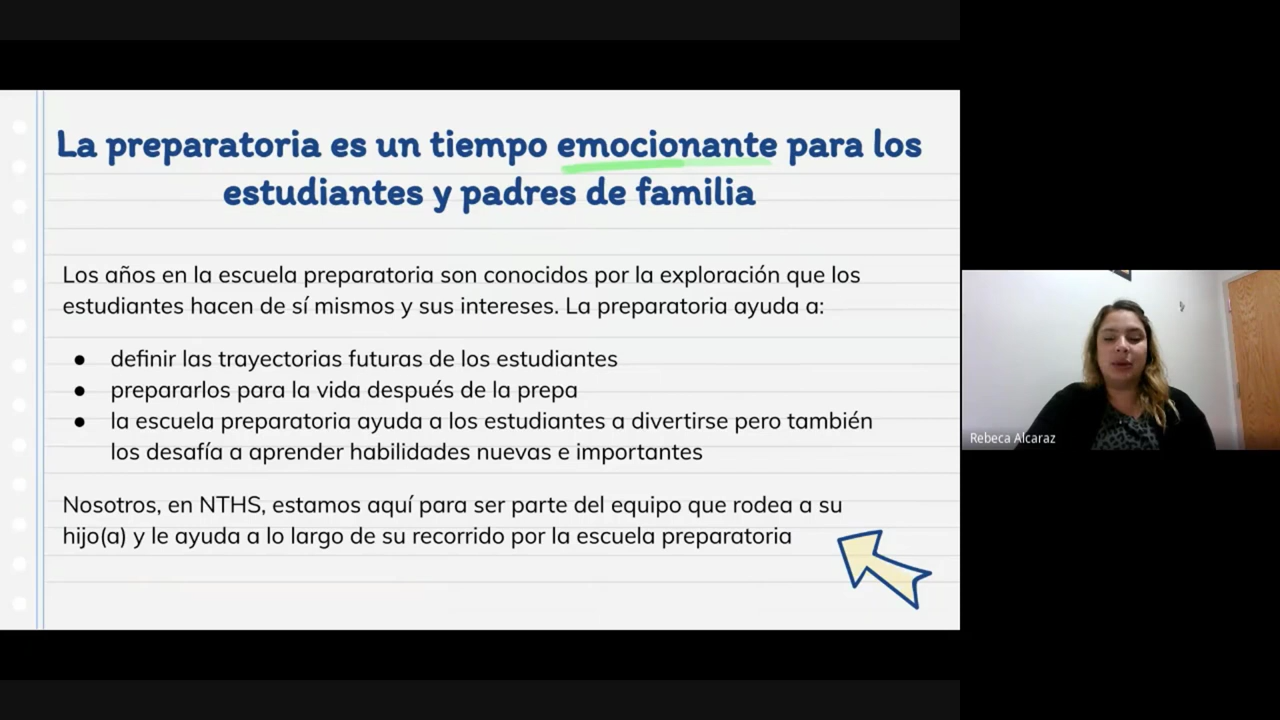 La preparatoria es un tiempo emocionante para los
estudiantes y padres de familia
Los años en la escuela preparatoria son conocidos por la exploración que los
estudiantes hacen de sí mismos y sus intereses. La preparatoria ayuda a:
● definir las trayectorias futuras de los estudiantes
● prepararlos para la vida después de la prepa
● la escuela preparatoria ayuda a los estudiantes a divertirse pero también
los desafía a aprender habilidades nuevas e importantes
Nosotros, en NTHS, estamos aquí para ser parte del equipo que rodea a su
hijo(a) y le ayuda a lo largo de su recorrido por la escuela preparatoria
Rebeca Alcaraz